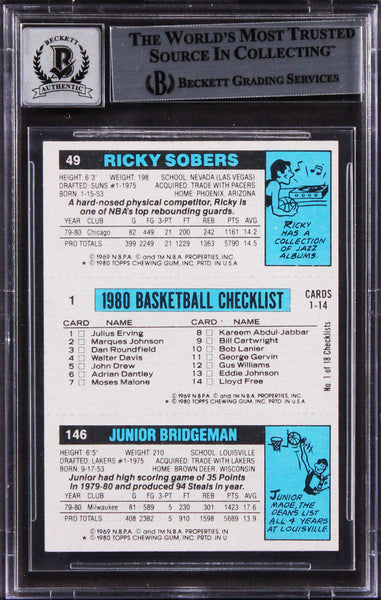 BECKETT
B
AUTHENTIC
THE WORLD'S MOST TRUSTED
SOURCE IN COLLECTING™
B BECKETT GRADING SERVICES
49 RICKY SOBERS
HEIGHT: 6'3" WEIGHT: 198 SCHOOL: NEVADA (LAS VEGAS)
DRAFTED: SUNS #1-1975 ACQUIRED: TRADE WITH PACERS
BORN: 1-15-53 HOME: PHOENIX, ARIZONA
A hard-nosed physical competitor, Ricky is
one of NBA's top rebounding guards.
YEAR CLUB G FG 3-PT FT REB AST PTS AVG
79-80 Chicago 82 449 21 200 242 1161 14.2
PRO TOTALS 399 2249 21 1271 1363 5790 14.5
© 1969 N.B.P.A. © and TM N.B.A. PROPERTIES, INC.
* © 1980 TOPPS CHEWING GUM, INC. PRTD. IN U.S.A.
RICKY
HAS A
COLLECTION
OF JAZZ
ALBUMS.
1 1980 BASKETBALL CHECKLIST CARDS
1-14
CARD NAME CARD NAME
1 Julius Erving 8 Kareem Abdul-Jabbar
2 Marques Johnson 9 Bill Cartwright
3 Dan Roundfield 10 Bob Lanier
4 Walter Davis 11 George Gervin
5 John Drew 12 Gus Williams
6 Adrian Dantley 13 Eddie Johnson
7 Moses Malone 14 Lloyd Free
© 1969 N.B.P.A. © and TM N.B.A. PROPERTIES, INC.
* © 1980 TOPPS CHEWING GUM, INC. PRTD. IN U.S.A.
No. 1 of 18 Checklists
146 JUNIOR BRIDGEMAN
HEIGHT: 6'5" WEIGHT: 210 SCHOOL: LOUISVILLE
DRAFTED: LAKERS #1-1975 ACQUIRED: TRADE WITH LAKERS
BORN: 9-17-53 HOME: BROWN DEER, WISCONSIN
Junior had high scoring game of 35 Points
in 1979-80 and produced 94 Steals in year.
YEAR CLUB G FG 3-PT FT REB AST PTS AVG
79-80 Milwaukee 81 589 5 230 301 1423 17.6
PRO TOTALS 408 2382 5 910 1598 5689 13.9
© 1969 N.B.P.A. © and TM N.B.A. PROPERTIES, INC.
* © 1980 TOPPS CHEWING GUM, INC. PRTD. IN U.S.A.
JUNIOR
MADE THE
DEAN'S LIST
ALL 4 YEARS
AT LOUISVILLE.